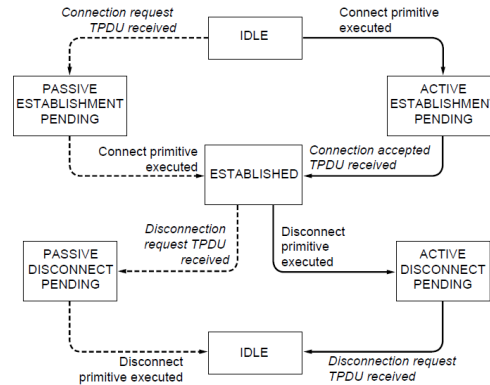 Connection request
TPDU received
IDLE
Connect primitive
executed
PASSIVE
ESTABLISHMENT
PENDING
ACTIVE
ESTABLISHMENT
PENDING
Connect primitive
executed
ESTABLISHED
Connection accepted
TPDU received
Disconnection
request TPDU
received
Disconnect
primitive
executed
PASSIVE
DISCONNECT
PENDING
ACTIVE
DISCONNECT
PENDING
Disconnect
primitive executed
IDLE
Disconnection request
TPDU received